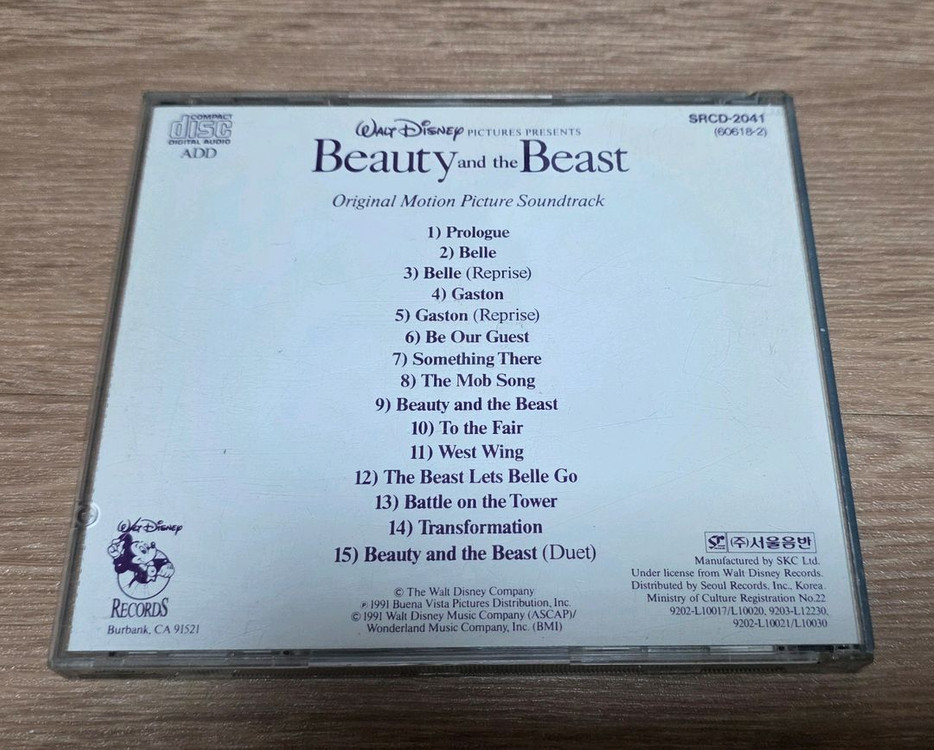 COMPACT
disc
DIGITAL AUDIO
ADD
WALT DISNEY PICTURES PRESENTS
Beauty and the Beast
Original Motion Picture Soundtrack
SRCD-2041
(60618-2)
1) Prologue
2) Belle
3) Belle (Reprise)
4) Gaston
5) Gaston (Reprise)
6) Be Our Guest
7) Something There
8) The Mob Song
9) Beauty and the Beast
10) To the Fair
11) West Wing
12) The Beast Lets Belle Go
13) Battle on the Tower
14) Transformation
15) Beauty and the Beast (Duet)
WALT DISNEY
RECORDS
Burbank, CA 91521
© The Walt Disney Company
℗ 1991 Buena Vista Pictures Distribution, Inc.
© 1991 Walt Disney Music Company (ASCAP)/
Wonderland Music Company, Inc. (BMI)
(주)서울음반
Manufactured by SKC Ltd.
Under license from Walt Disney Records.
Distributed by Seoul Records, Inc., Korea.
Ministry of Culture Registration No.22
9202-L10017/L10020, 9203-L12230,
9202-L10021/L10030